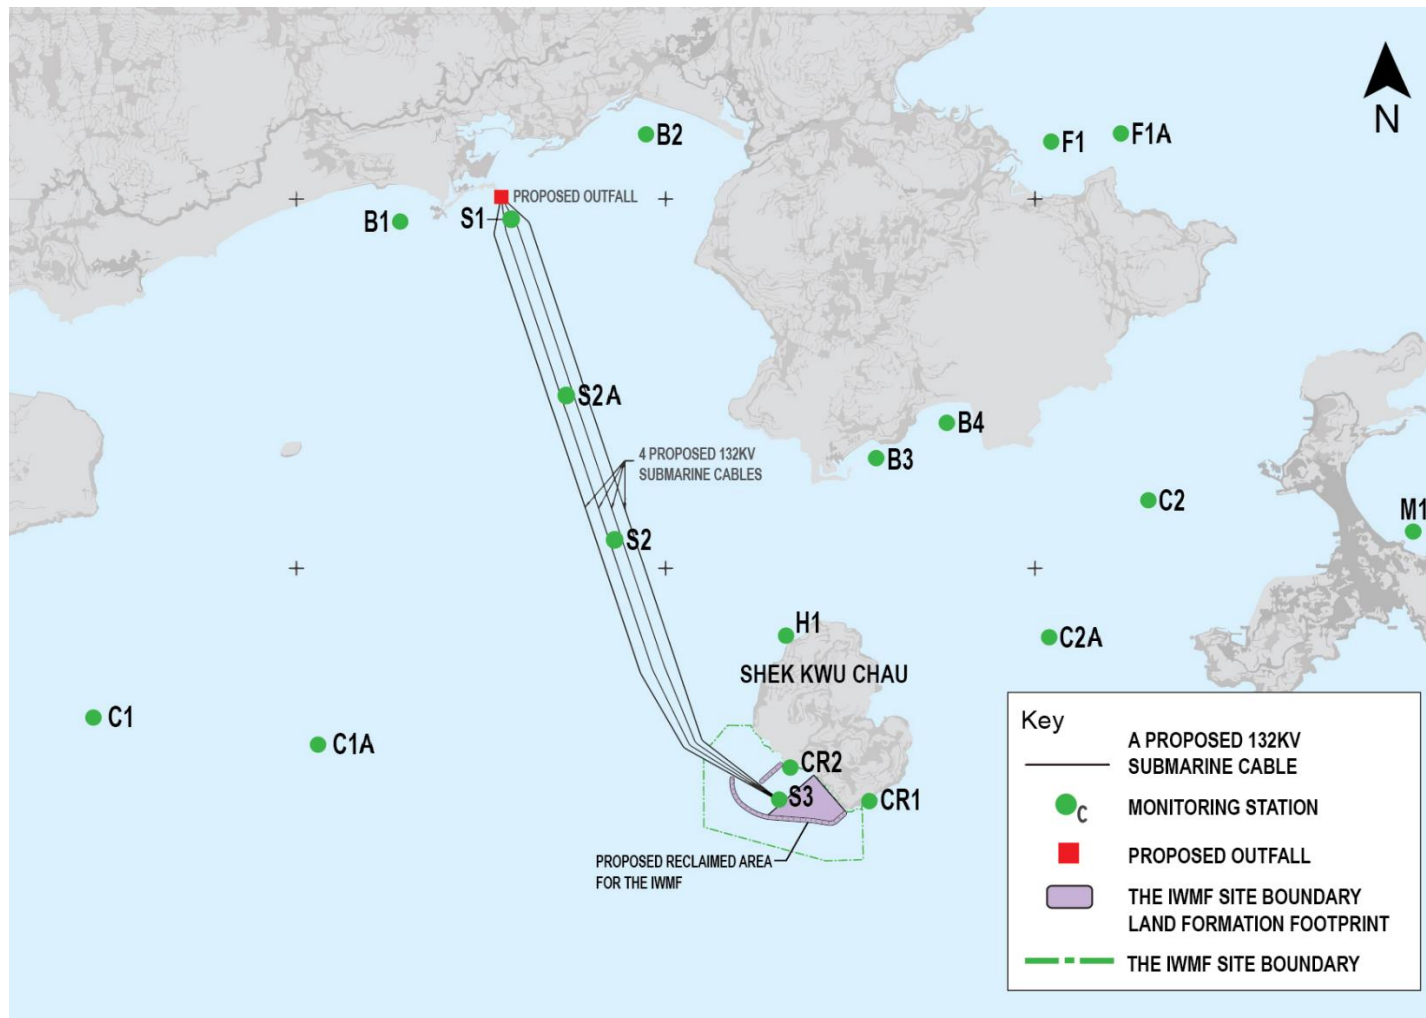 B2
F1
F1A
N
PROPOSED OUTFALL
B1
S1
S2A
B4
4 PROPOSED 132KV
SUBMARINE CABLES
B3
C2
M1
S2
H1
C2A
SHEK KWU CHAU
C1
C1A
CR2
S3
CR1
PROPOSED RECLAIMED AREA
FOR THE IWMF
Key
A PROPOSED 132KV
SUBMARINE CABLE
C
MONITORING STATION
PROPOSED OUTFALL
THE IWMF SITE BOUNDARY
LAND FORMATION FOOTPRINT
THE IWMF SITE BOUNDARY